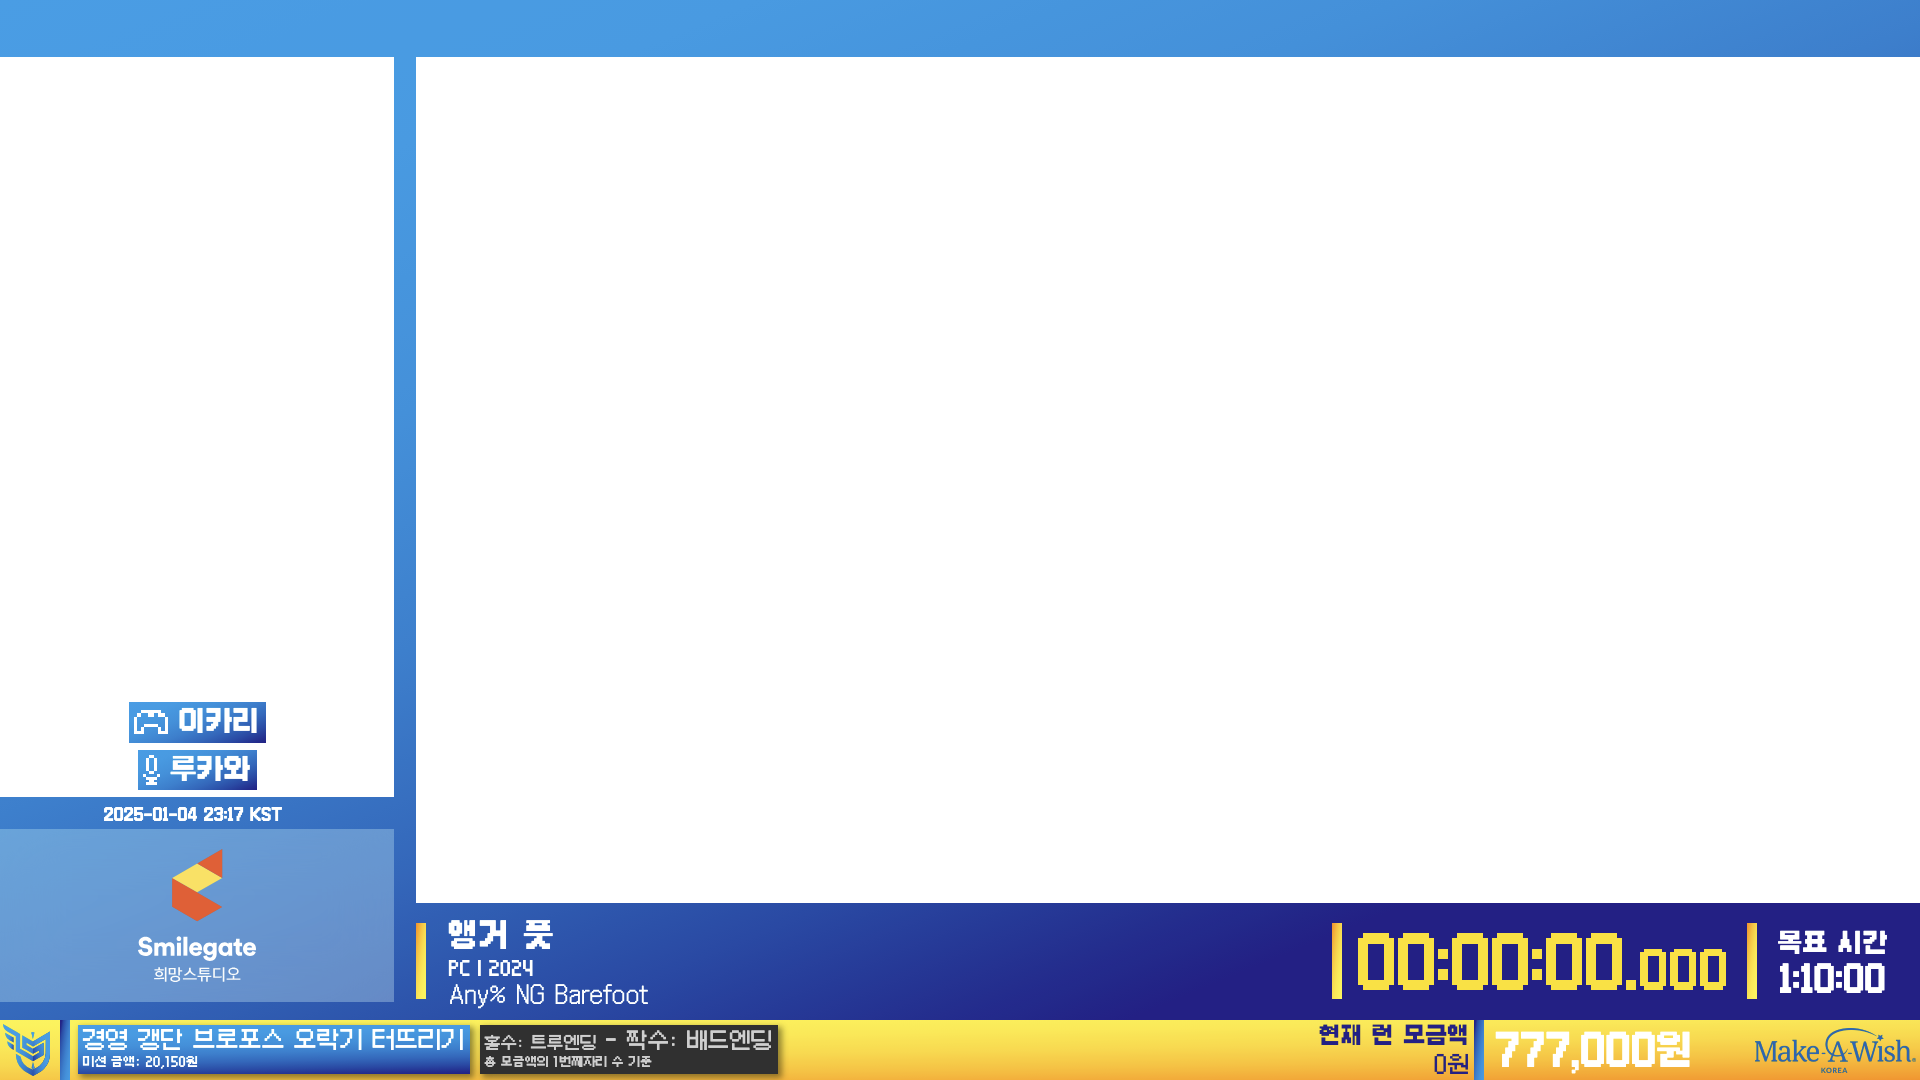 이카리
루카와
2025-01-04 23:17 KST
Smilegate
희망스튜디오
앵거 풋
PC | 2024
Any% NG Barefoot
00:00:00.000
목표 시간
1:10:00
경영 갱단 브로포스 오락기 터뜨리기
미션 금액: 20,150원
홀수: 트루엔딩 - 짝수: 배드엔딩
총 모금액의 1번째자리 수 기준
현재 런 모금액
0원
777,000원
Make-A-Wish.
KOREA